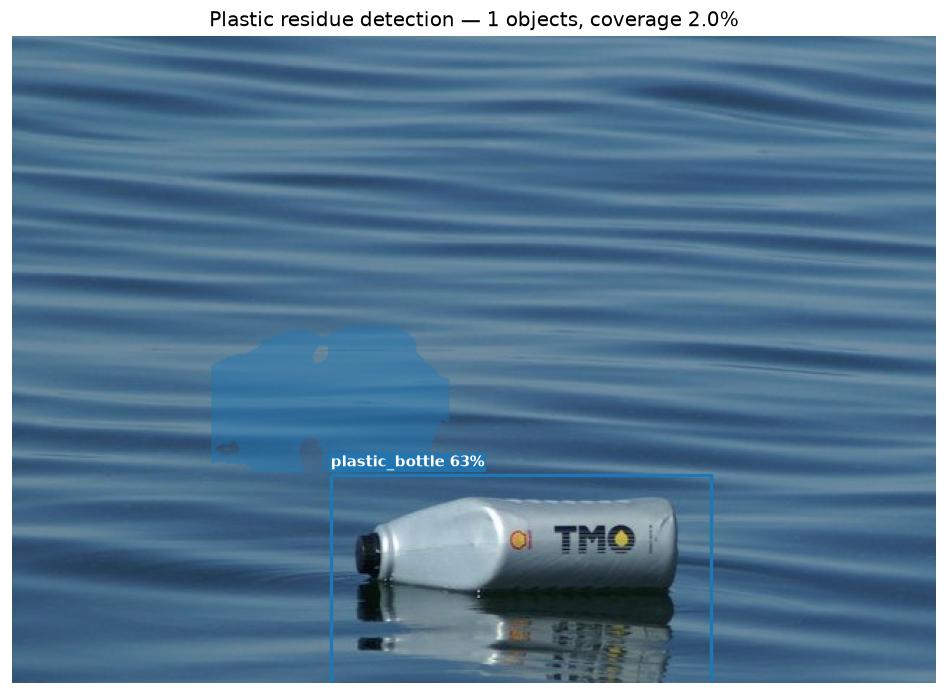 Plastic residue detection — 1 objects, coverage 2.0%
plastic_bottle 63%
TMO